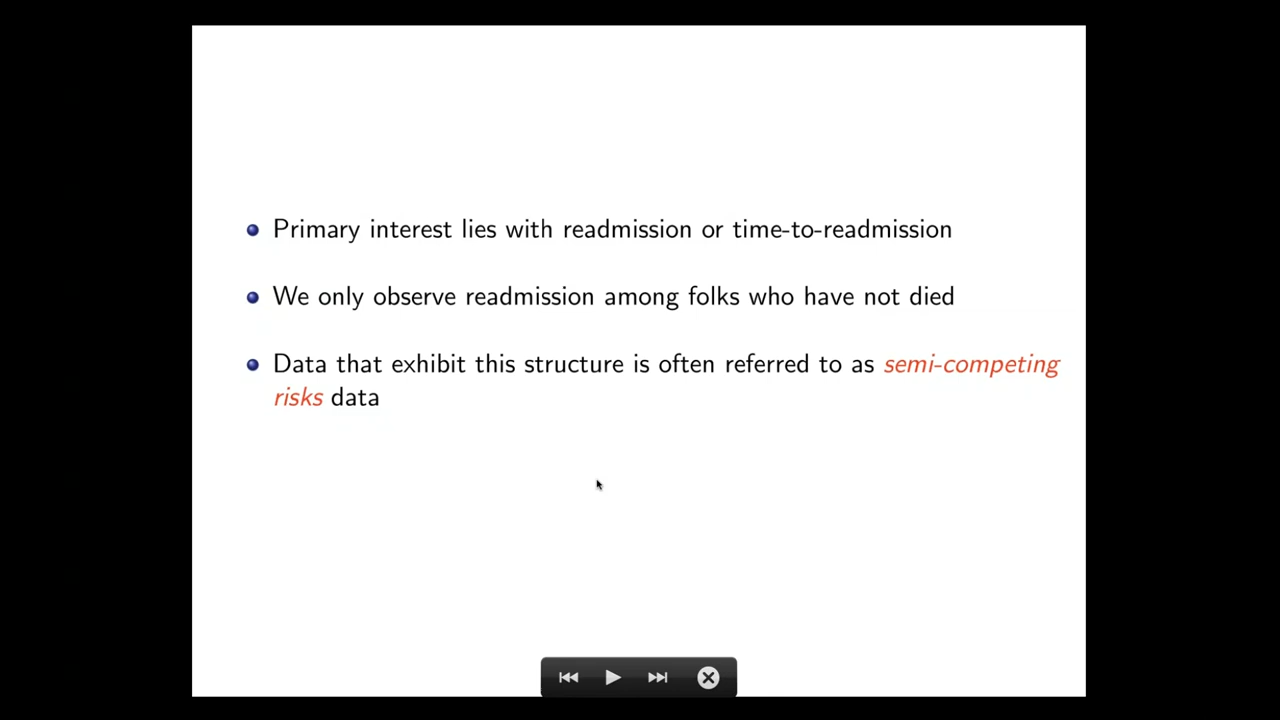 Primary interest lies with readmission or time-to-readmission
We only observe readmission among folks who have not died
Data that exhibit this structure is often referred to as semi-competing
risks data